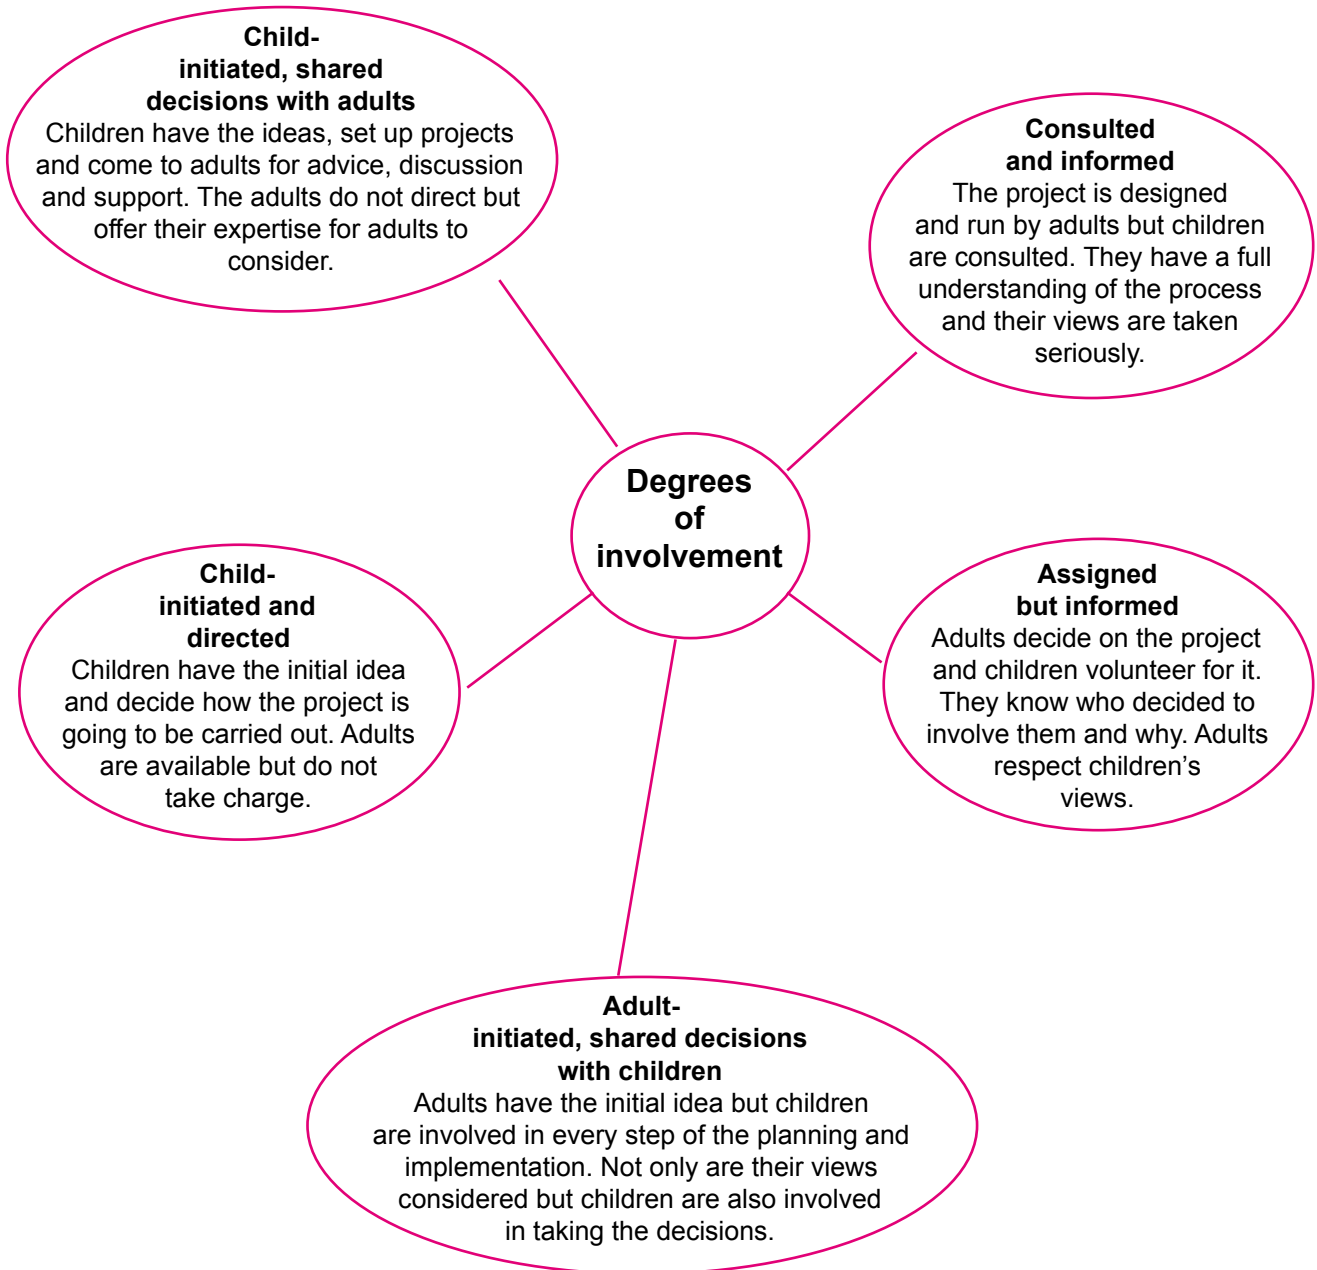 Child-
initiated, shared
decisions with adults
Children have the ideas, set up projects
and come to adults for advice, discussion
and support. The adults do not direct but
offer their expertise for adults to
consider.
Consulted
and informed
The project is designed
and run by adults but children
are consulted. They have a full
understanding of the process
and their views are taken
seriously.
Degrees
of
involvement
Child-
initiated and
directed
Children have the initial idea
and decide how the project is
going to be carried out. Adults
are available but do not
take charge.
Assigned
but informed
Adults decide on the project
and children volunteer for it.
They know who decided to
involve them and why. Adults
respect children’s
views.
Adult-
initiated, shared decisions
with children
Adults have the initial idea but children
are involved in every step of the planning and
implementation. Not only are their views
considered but children are also involved
in taking the decisions.